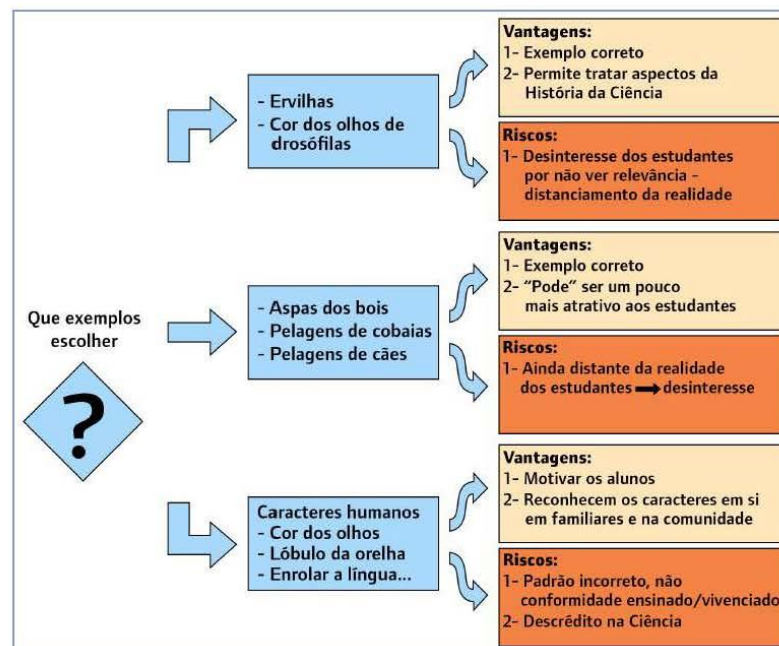 Que exemplos
escolher
?
- Ervilhas
- Cor dos olhos de
drosófilas
Vantagens:
1- Exemplo correto
2- Permite tratar aspectos da
História da Ciência
Riscos:
1- Desinteresse dos estudantes
por não ver relevância -
distanciamento da realidade
- Aspas dos bois
- Pelagens de cobaias
- Pelagens de cães
Vantagens:
1- Exemplo correto
2- “Pode” ser um pouco
mais atrativo aos estudantes
Riscos:
1- Ainda distante da realidade
dos estudantes ➡ desinteresse
Caracteres humanos
- Cor dos olhos
- Lóbulo da orelha
- Enrolar a língua...
Vantagens:
1- Motivar os alunos
2- Reconhecem os caracteres em si
em familiares e na comunidade
Riscos:
1- Padrão incorreto, não
conformidade ensinado/vivenciado
2- Descrédito na Ciência